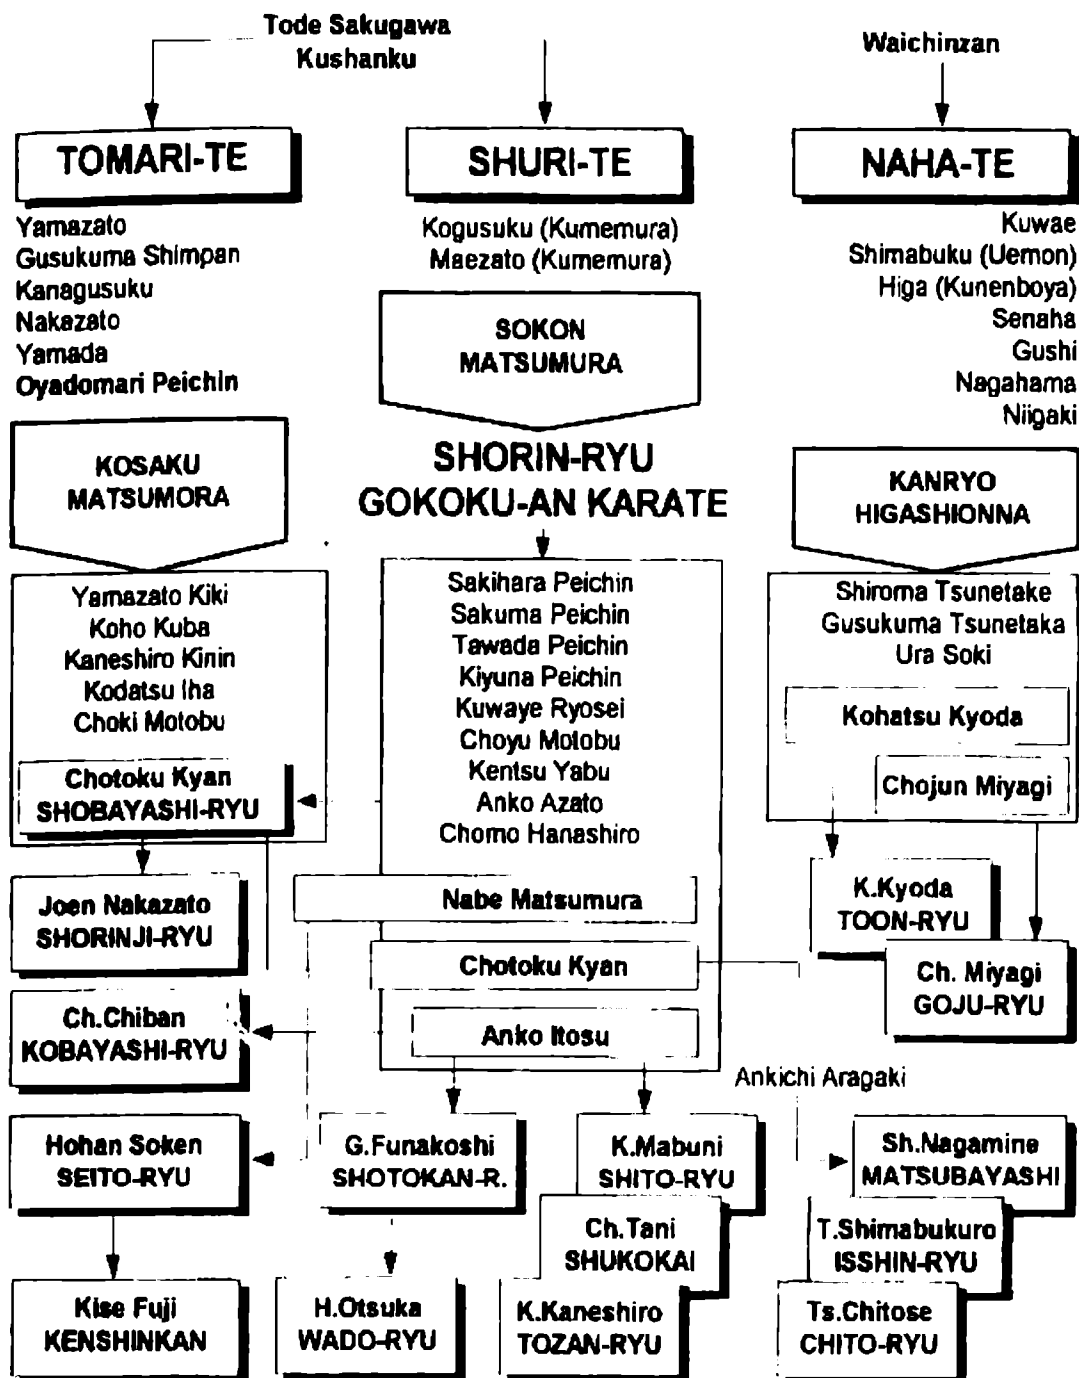 Tode Sakugawa
Kushanku
Waichinzan
TOMARI-TE
SHURI-TE
NAHA-TE
Yamazato
Gusukuma Shimpan
Kanagusuku
Nakazato
Yamada
Oyadomari Peichin
Kogusuku (Kumemura)
Maezato (Kumemura)
Kuwae
Shimabuku (Uemon)
Higa (Kunenboya)
Senaha
Gushi
Nagahama
Niigaki
SOKON
MATSUMURA
KOSAKU
MATSUMORA
SHORIN-RYU
GOKOKU-AN KARATE
KANRYO
HIGASHIONNA
Yamazato Kiki
Koho Kuba
Kaneshiro Kinin
Kodatsu Iha
Choki Motobu
Chotoku Kyan
SHOBAYASHI-RYU
Sakihara Peichin
Sakuma Peichin
Tawada Peichin
Kiyuna Peichin
Kuwaye Ryosei
Choyu Motobu
Kentsu Yabu
Anko Azato
Chomo Hanashiro
Nabe Matsumura
Chotoku Kyan
Anko Itosu
Shiroma Tsunetake
Gusukuma Tsunetaka
Ura Soki
Kohatsu Kyoda
Chojun Miyagi
Joen Nakazato
SHORINJI-RYU
Ch.Chiban
KOBAYASHI-RYU
K.Kyoda
TOON-RYU
Ch. Miyagi
GOJU-RYU
Ankichi Aragaki
Hohan Soken
SEITO-RYU
G.Funakoshi
SHOTOKAN-R.
K.Mabuni
SHITO-RYU
Sh.Nagamine
MATSUBAYASHI
Ch.Tani
SHUKOKAI
T.Shimabukuro
ISSHIN-RYU
Kise Fuji
KENSHINKAN
H.Otsuka
WADO-RYU
K.Kaneshiro
TOZAN-RYU
Ts.Chitose
CHITO-RYU